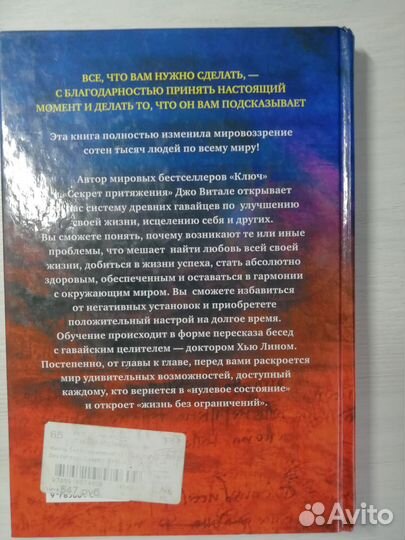 ВСЕ, ЧТО ВАМ НУЖНО СДЕЛАТЬ, —
С БЛАГОДАРНОСТЬЮ ПРИНЯТЬ НАСТОЯЩИЙ
МОМЕНТ И ДЕЛАТЬ ТО, ЧТО ОН ВАМ ПОДСКАЗЫВАЕТ
Эта книга полностью изменила мировоззрение
сотен тысяч людей по всему миру!
Автор мировых бестселлеров «Ключ»
и «Секрет притяжения» Джо Витале открывает
нас систему древних гавайцев по улучшению
своей жизни, исцелению себя и других.
Вы сможете понять, почему возникают те или иные
проблемы, что мешает найти любовь всей своей
жизни, добиться в жизни успеха, стать абсолютно
здоровым, обеспеченным и оставаться в гармонии
с окружающим миром. Вы сможете избавиться
от негативных установок и приобретете
положительный настрой на долгое время.
Обучение происходит в форме пересказа бесед
с гавайским целителем — доктором Хью Лином.
Постепенно, от главы к главе, перед вами раскроется
мир удивительных возможностей, доступный
каждому, кто вернется в «нулевое состояние»
и откроет «жизнь без ограничений».
65
547
Avito